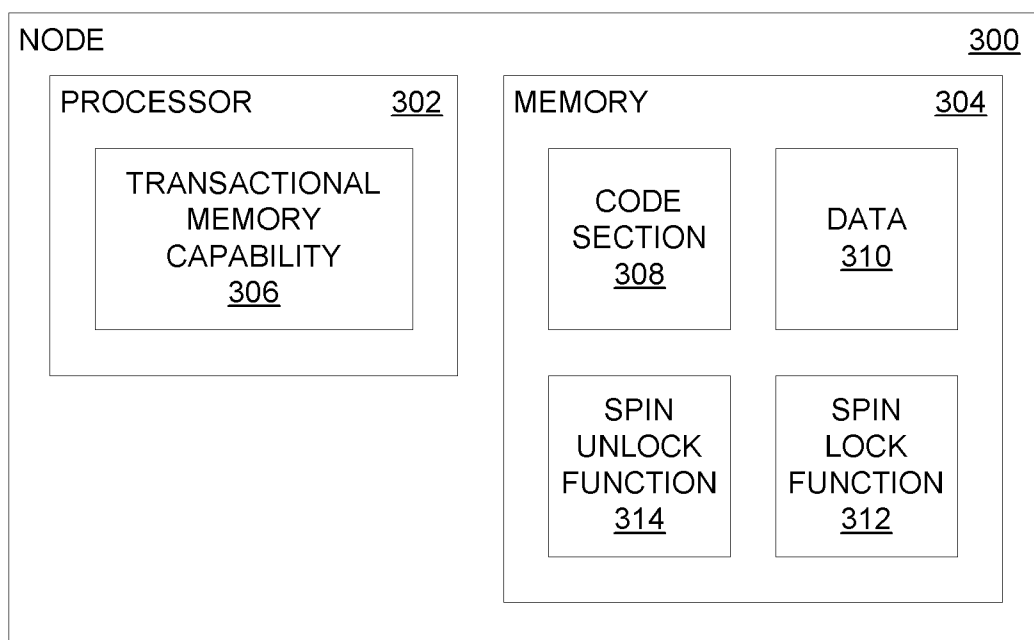 NODE 300
PROCESSOR 302
TRANSACTIONAL
MEMORY
CAPABILITY
306
MEMORY 304
CODE
SECTION
308
DATA
310
SPIN
UNLOCK
FUNCTION
314
SPIN
LOCK
FUNCTION
312